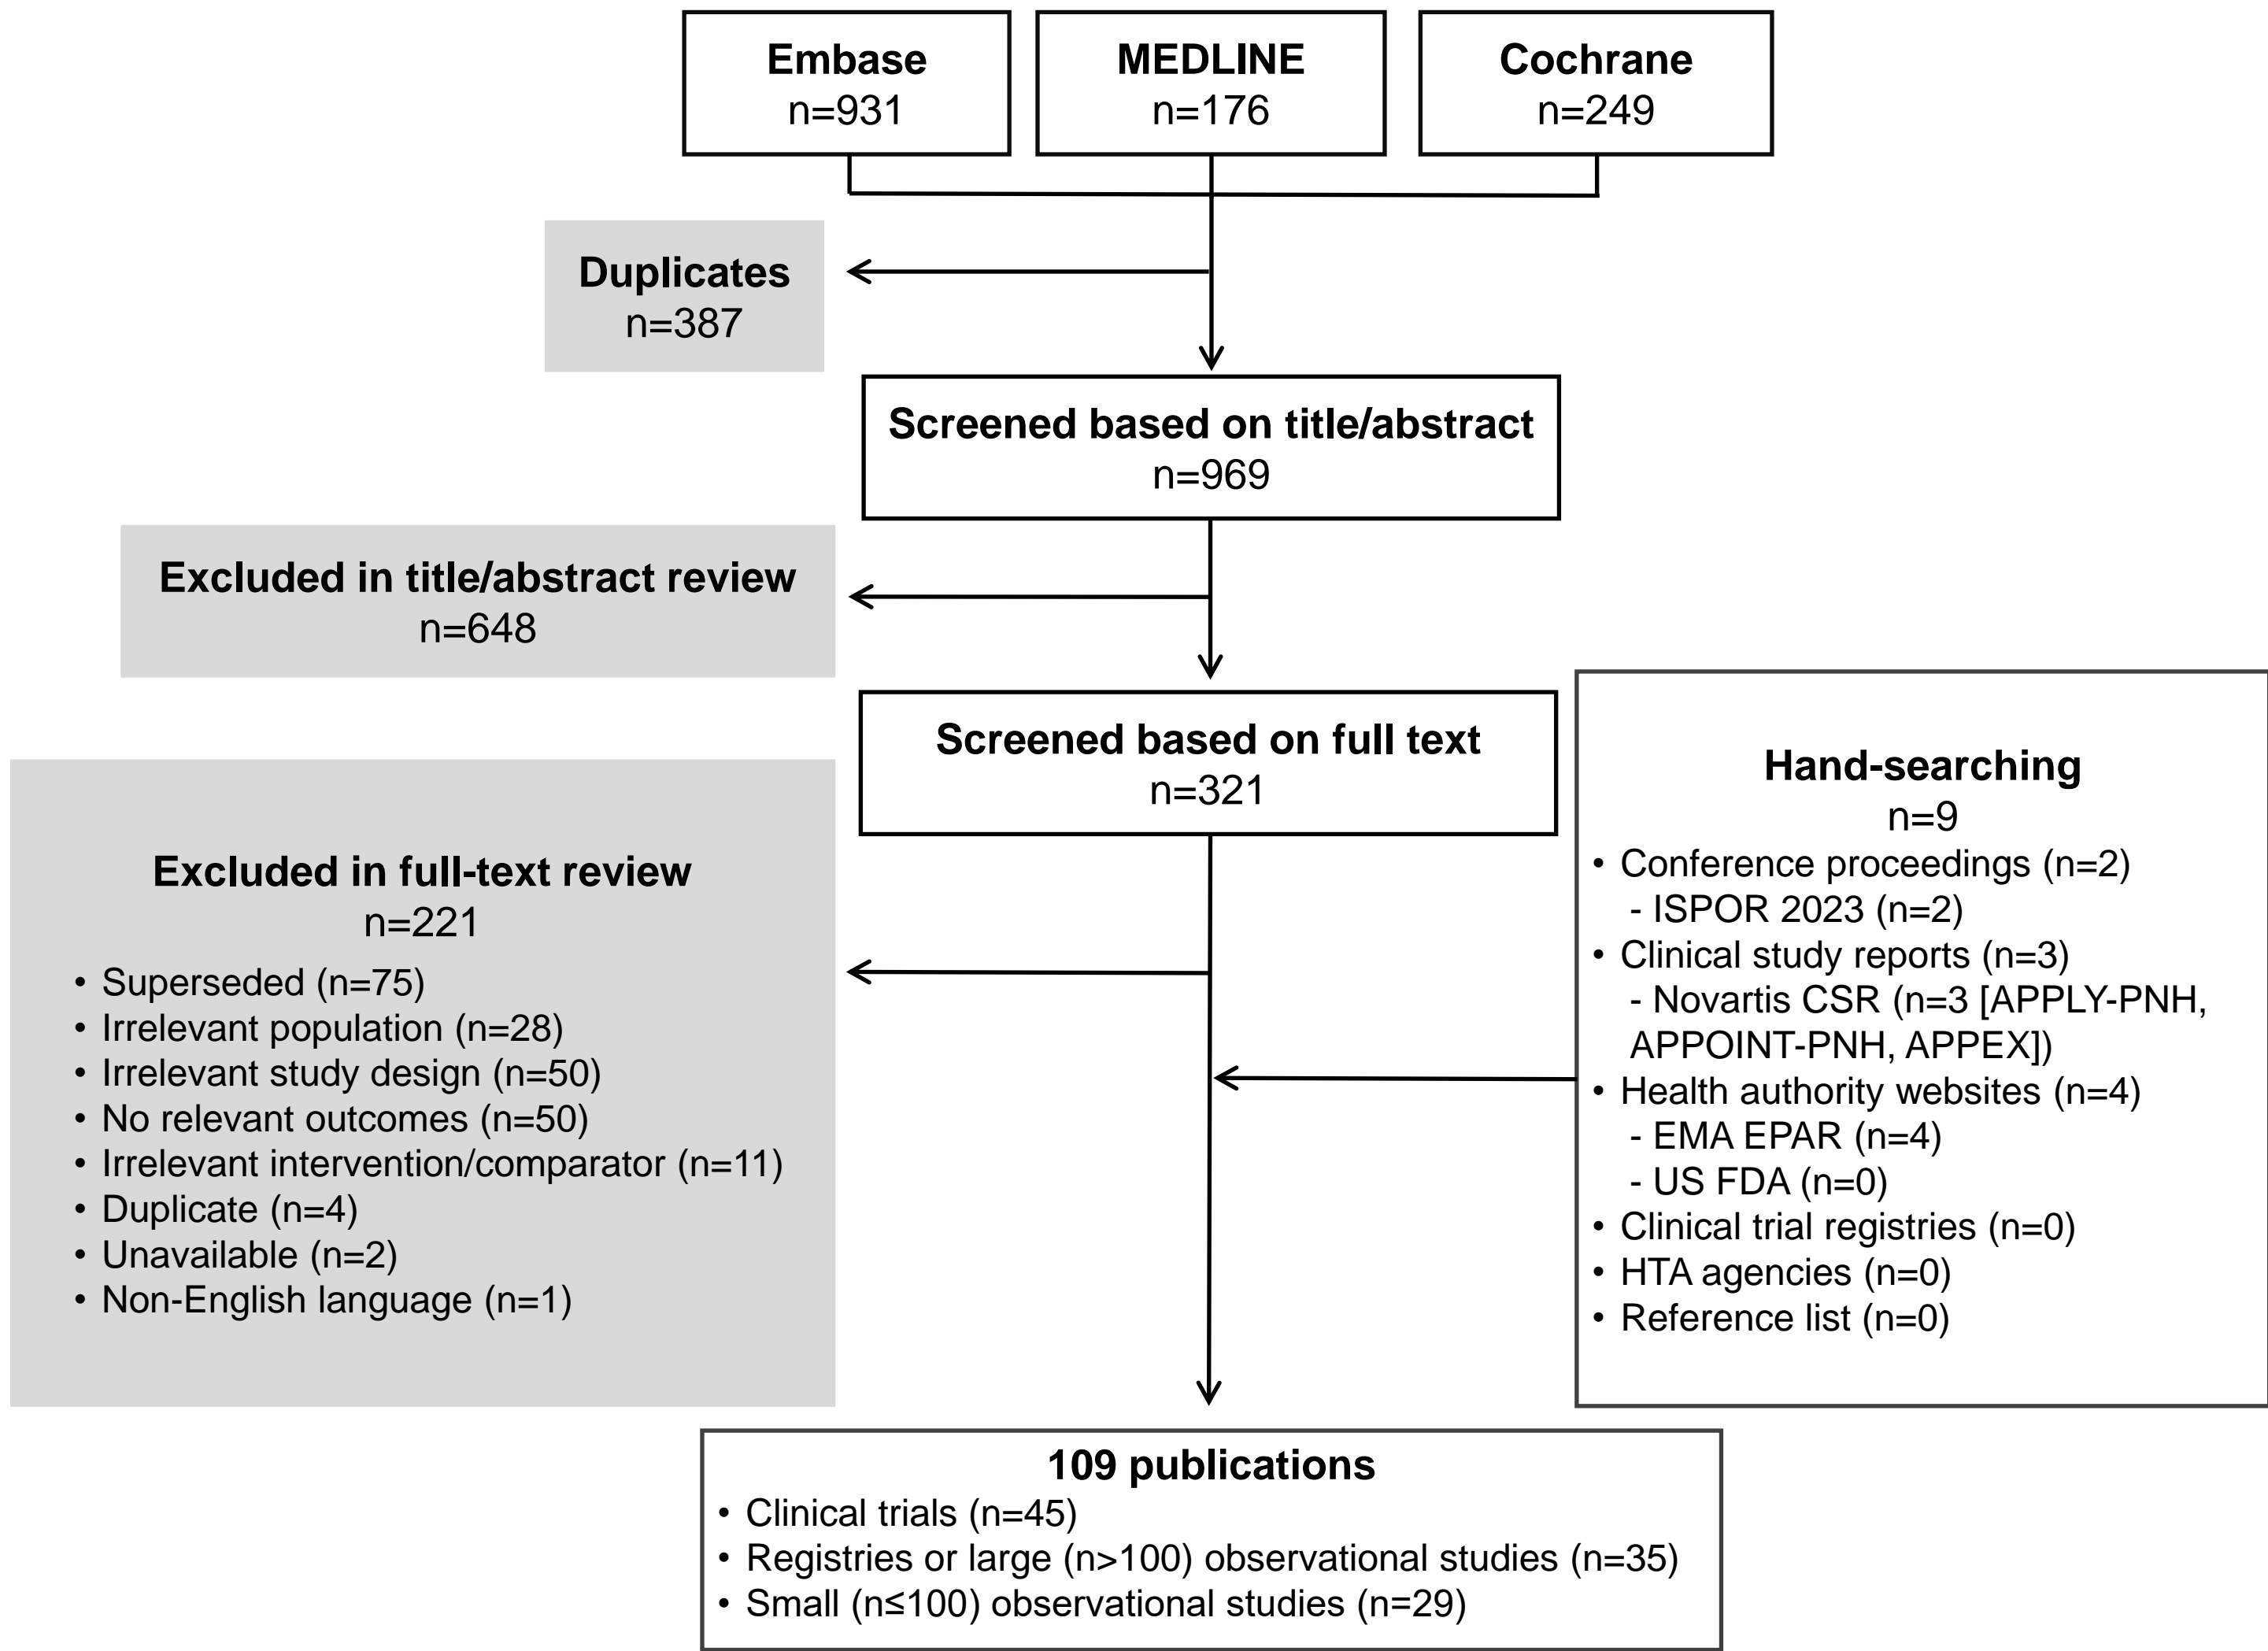 Embase
n=931
MEDLINE
n=176
Cochrane
n=249
Duplicates
n=387
Screened based on title/abstract
n=969
Excluded in title/abstract review
n=648
Screened based on full text
n=321
Hand-searching
n=9
• Conference proceedings (n=2)
- ISPOR 2023 (n=2)
• Clinical study reports (n=3)
- Novartis CSR (n=3 [APPLY-PNH,
APPOINT-PNH, APPEX])
• Health authority websites (n=4)
- EMA EPAR (n=4)
- US FDA (n=0)
• Clinical trial registries (n=0)
• HTA agencies (n=0)
• Reference list (n=0)
Excluded in full-text review
n=221
• Superseded (n=75)
• Irrelevant population (n=28)
• Irrelevant study design (n=50)
• No relevant outcomes (n=50)
• Irrelevant intervention/comparator (n=11)
• Duplicate (n=4)
• Unavailable (n=2)
• Non-English language (n=1)
109 publications
• Clinical trials (n=45)
• Registries or large (n>100) observational studies (n=35)
• Small (n≤100) observational studies (n=29)